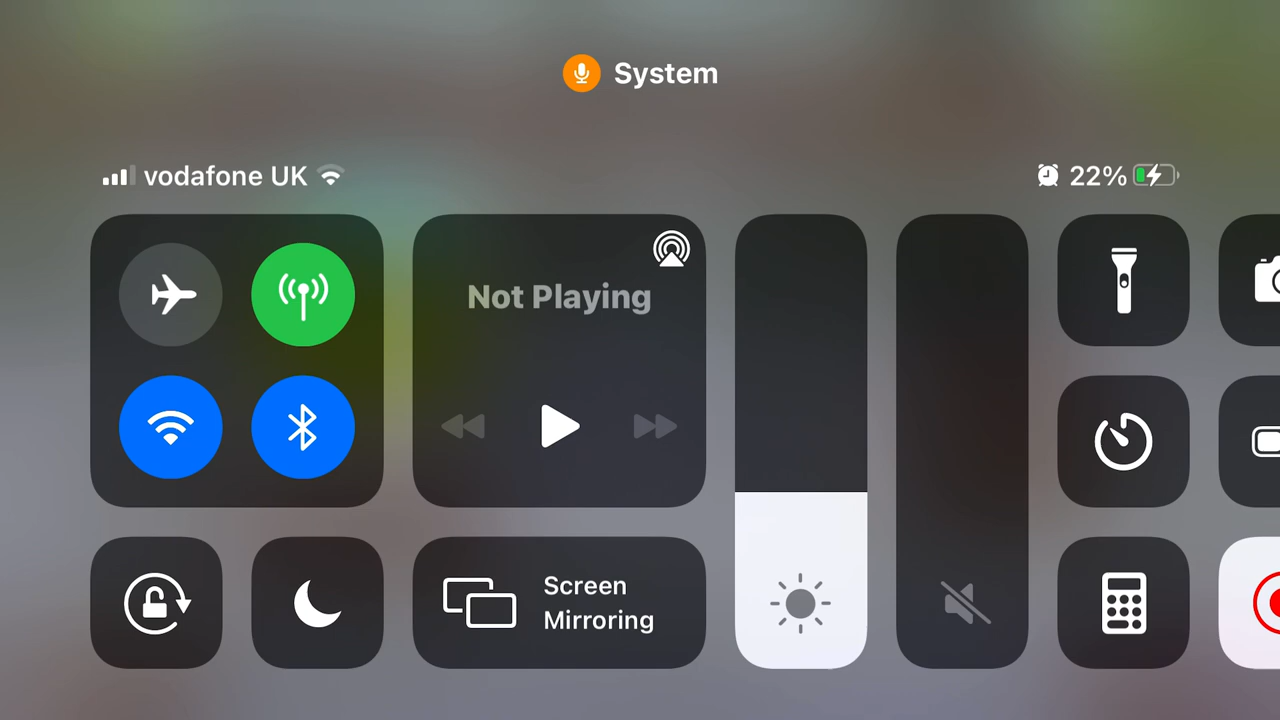 System
vodafone UK
22%
Not Playing
Screen
Mirroring